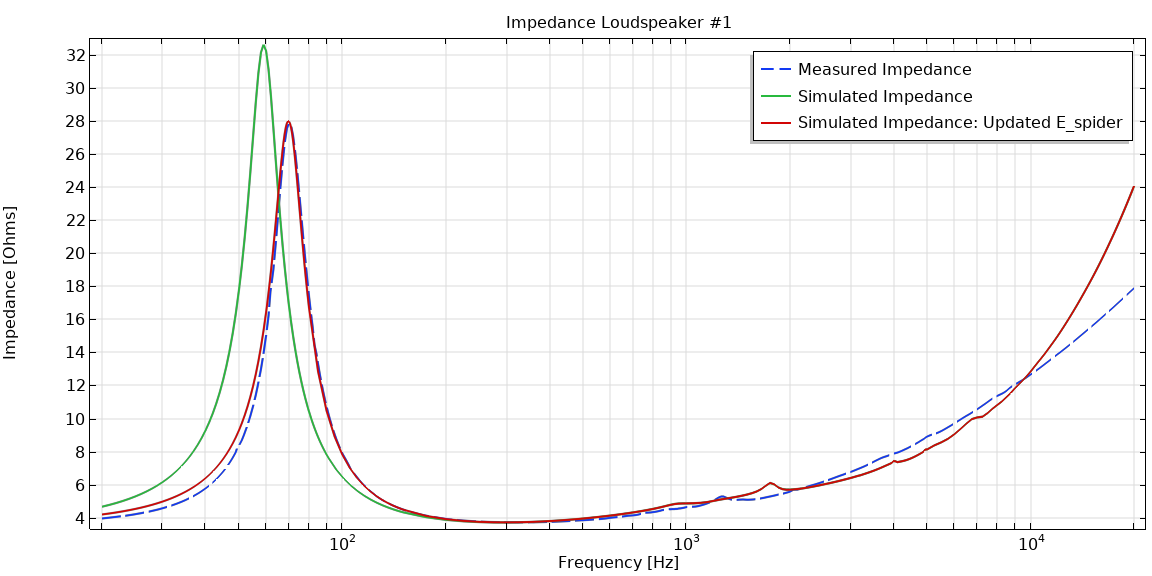 Impedance Loudspeaker #1
Measured Impedance
Simulated Impedance
Simulated Impedance: Updated E_spider
Impedance [Ohms]
32
30
28
26
24
22
20
18
16
14
12
10
8
6
4
10² 10³ 10⁴
Frequency [Hz]